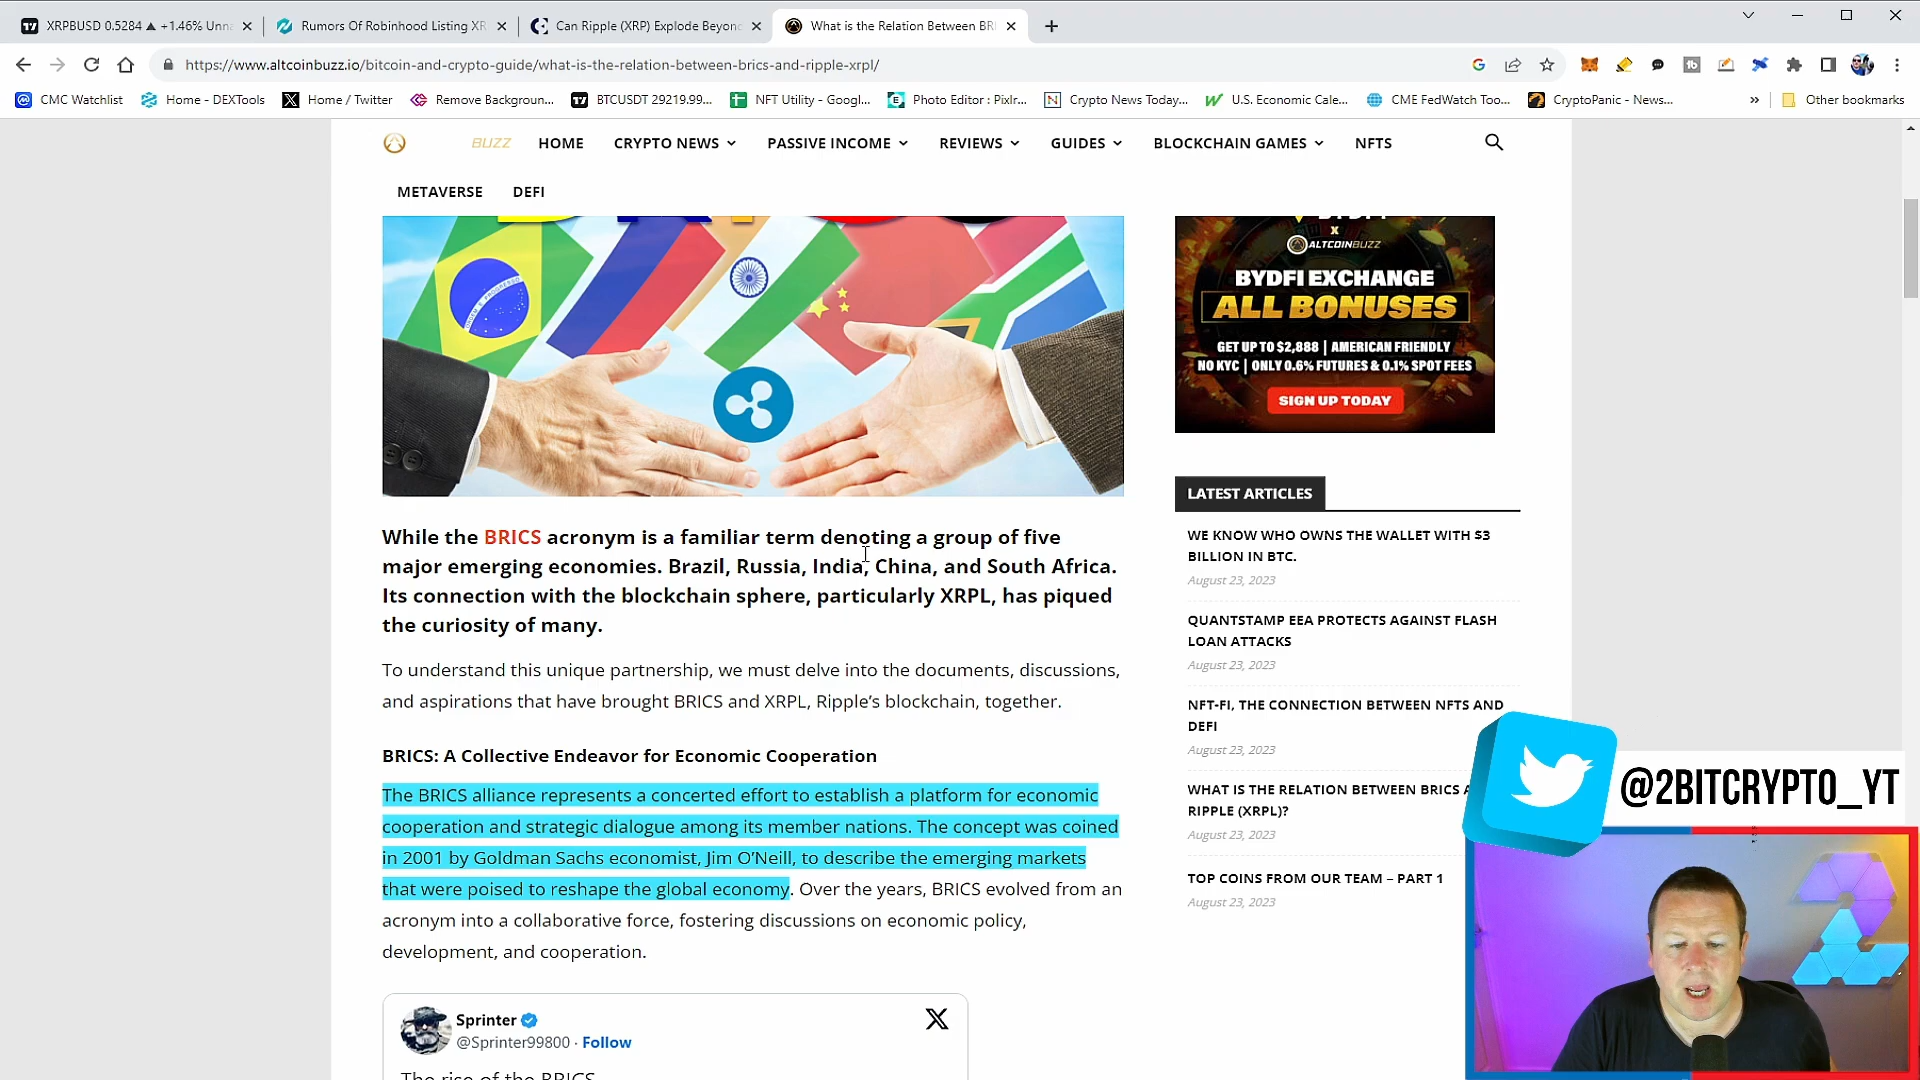 XRPBUSD 0.5284 ▲ +1.46% Unn
Rumors Of Robinhood Listing XR
Can Ripple (XRP) Explode Beyon
What is the Relation Between BR
https://www.altcoinbuzz.io/bitcoin-and-crypto-guide/what-is-the-relation-between-brics-and-ripple-xrpl/
CMC Watchlist
Home - DEXTools
Home / Twitter
Remove Backgroun...
BTCUSDT 29219.99...
NFT Utility – Googl...
Photo Editor : Pixlr...
Crypto News Today...
U.S. Economic Cale...
CME FedWatch Too...
CryptoPanic - News...
»
Other bookmarks
BUZZ
HOME
CRYPTO NEWS
PASSIVE INCOME
REVIEWS
GUIDES
BLOCKCHAIN GAMES
NFTS
METAVERSE
DEFI
X
ALTCOINBUZZ
BYDFI EXCHANGE
ALL BONUSES
GET UP TO $2,888 | AMERICAN FRIENDLY
NO KYC | ONLY 0.6% FUTURES & 0.1% SPOT FEES
SIGN UP TODAY
While the BRICS acronym is a familiar term denoting a group of five
major emerging economies. Brazil, Russia, India, China, and South Africa.
Its connection with the blockchain sphere, particularly XRPL, has piqued
the curiosity of many.
To understand this unique partnership, we must delve into the documents, discussions,
and aspirations that have brought BRICS and XRPL, Ripple's blockchain, together.
BRICS: A Collective Endeavor for Economic Cooperation
The BRICS alliance represents a concerted effort to establish a platform for economic
cooperation and strategic dialogue among its member nations. The concept was coined
in 2001 by Goldman Sachs economist, Jim O'Neill, to describe the emerging markets
that were poised to reshape the global economy. Over the years, BRICS evolved from an
acronym into a collaborative force, fostering discussions on economic policy,
development, and cooperation.
Sprinter
@Sprinter99800 · Follow
The rise of the BRICS
LATEST ARTICLES
WE KNOW WHO OWNS THE WALLET WITH $3
BILLION IN BTC.
August 23, 2023
QUANTSTAMP EEA PROTECTS AGAINST FLASH
LOAN ATTACKS
August 23, 2023
NFT-FI, THE CONNECTION BETWEEN NFTS AND
DEFI
August 23, 2023
WHAT IS THE RELATION BETWEEN BRICS A
RIPPLE (XRPL)?
August 23, 2023
TOP COINS FROM OUR TEAM – PART 1
August 23, 2023
@2BITCRYPTO_YT